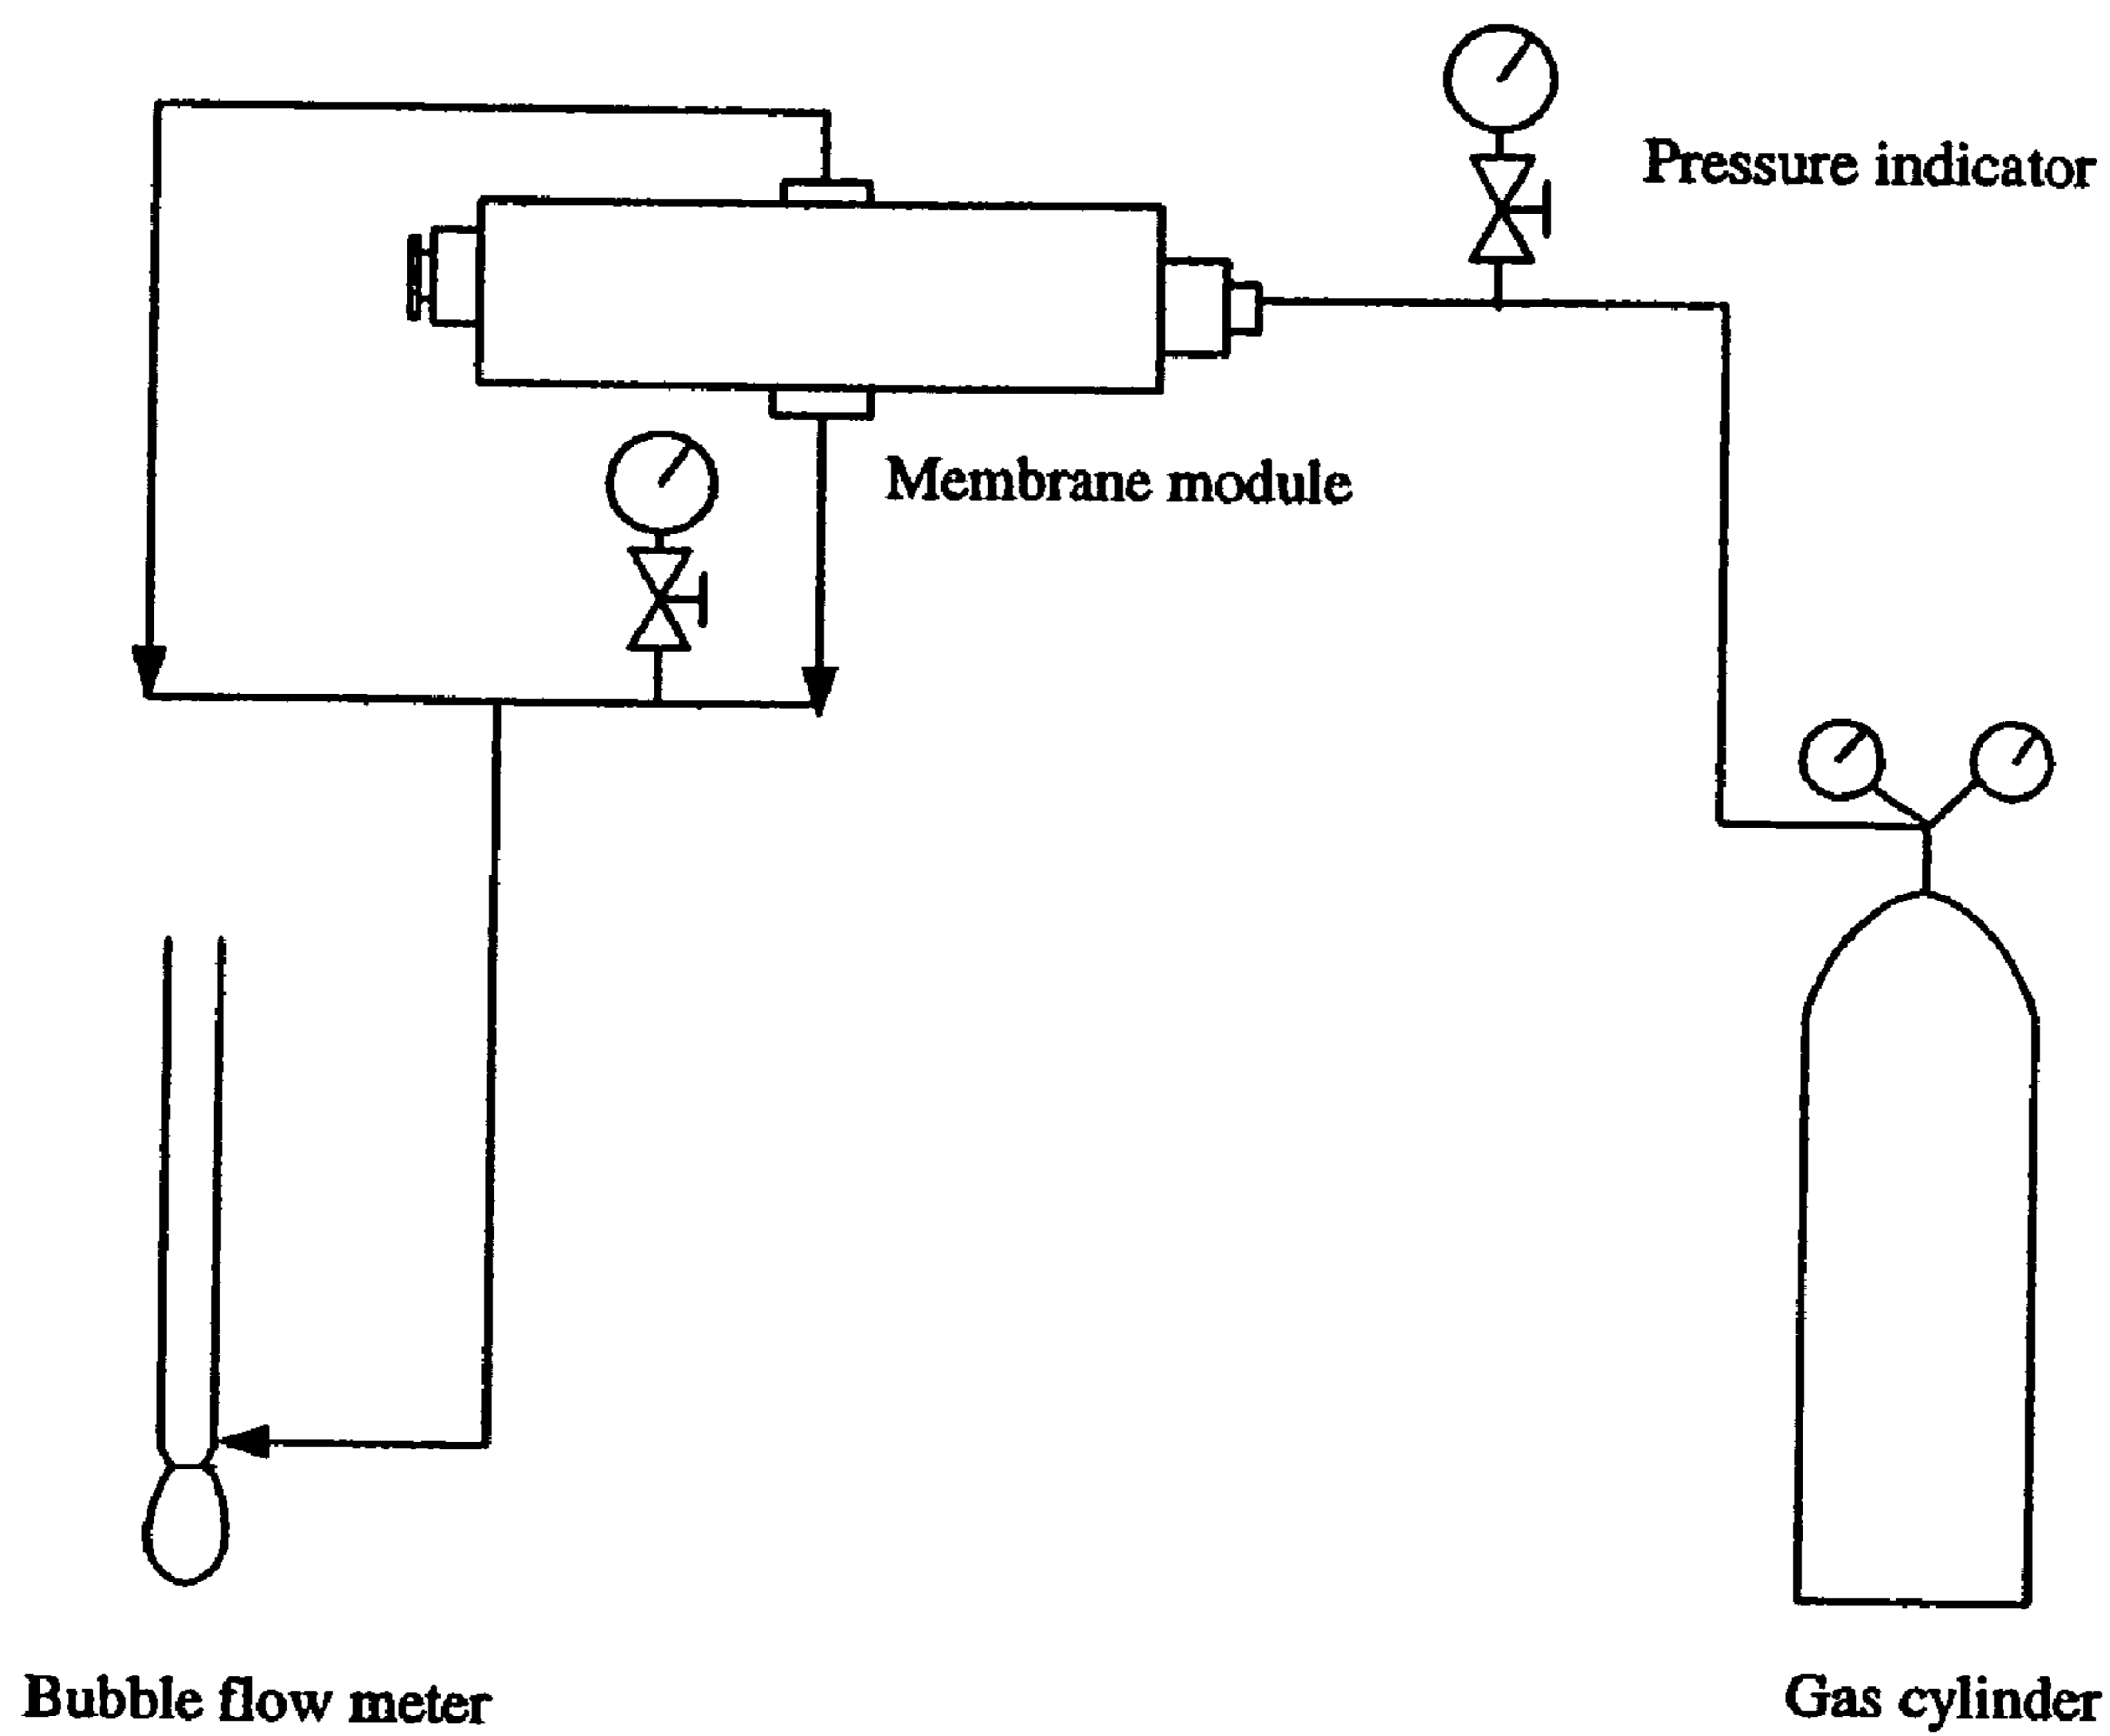 Pressure indicator
Membrane module
Bubble flow meter
Gas cylinder